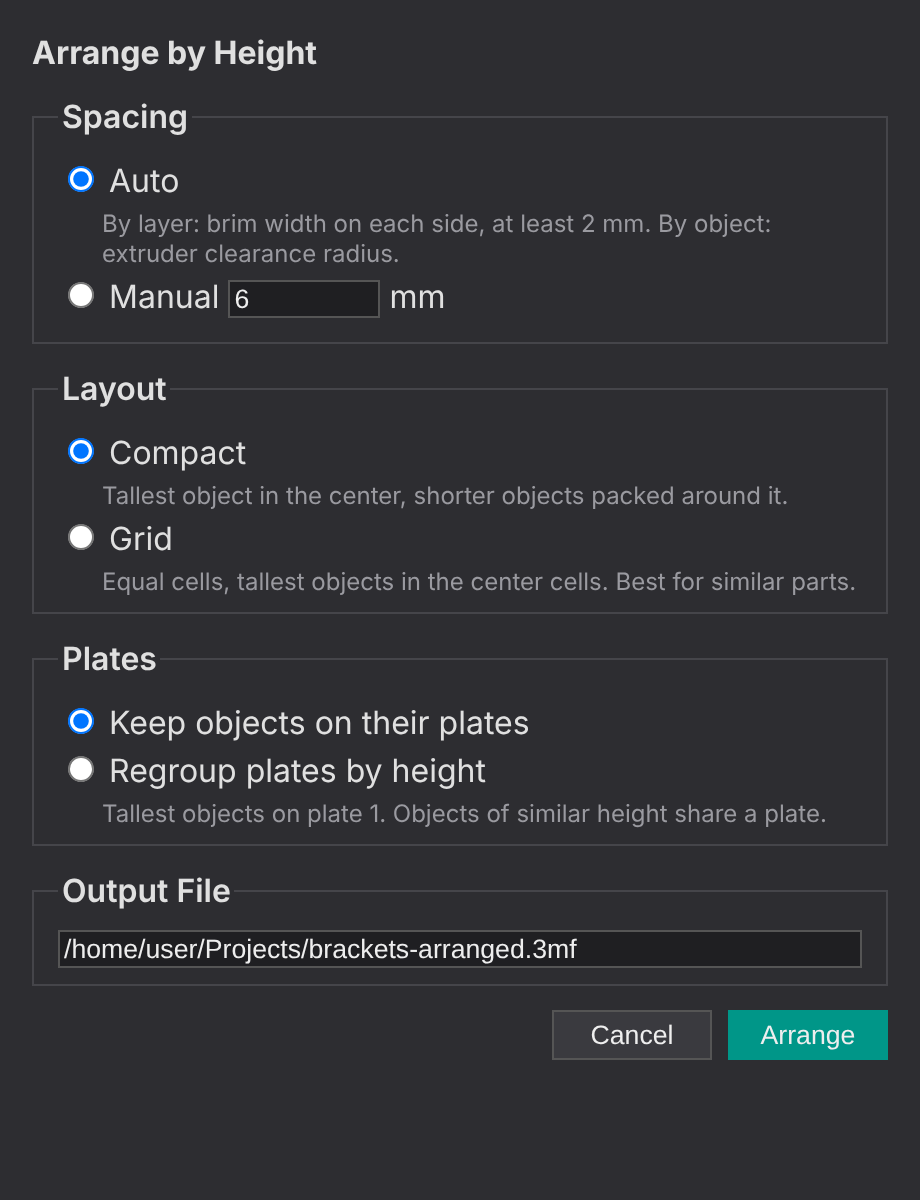 Arrange by Height
Spacing
Auto
By layer: brim width on each side, at least 2 mm. By object:
extruder clearance radius.
Manual 6 mm
Layout
Compact
Tallest object in the center, shorter objects packed around it.
Grid
Equal cells, tallest objects in the center cells. Best for similar parts.
Plates
Keep objects on their plates
Regroup plates by height
Tallest objects on plate 1. Objects of similar height share a plate.
Output File
/home/user/Projects/brackets-arranged.3mf
Cancel Arrange